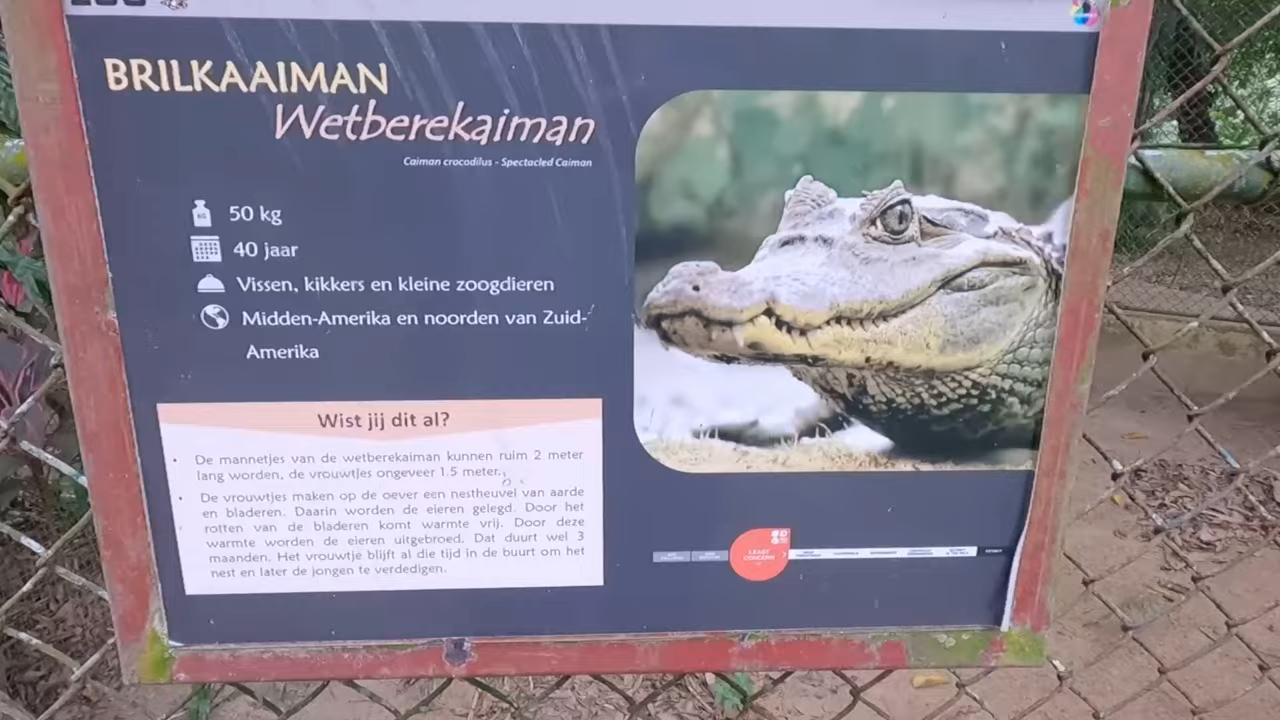 BRILKAAIMAN
Wetberekaiman
Caiman crocodilus - Spectacled Caiman
50 kg
40 jaar
Vissen, kikkers en kleine zoogdieren
Midden-Amerika en noorden van Zuid-
Amerika
Wist jij dit al?
• De mannetjes van de wetberekaiman kunnen ruim 2 meter
lang worden, de vrouwtjes ongeveer 1.5 meter.
• De vrouwtjes maken op de oever een nestheuvel van aarde
en bladeren. Daarin worden de eieren gelegd. Door het
rotten van de bladeren komt warmte vrij. Door deze
warmte worden de eieren uitgebroed. Dat duurt wel 3
maanden. Het vrouwtje blijft al die tijd in de buurt om het
nest en later de jongen te verdedigen.
LEAST
CONCERN